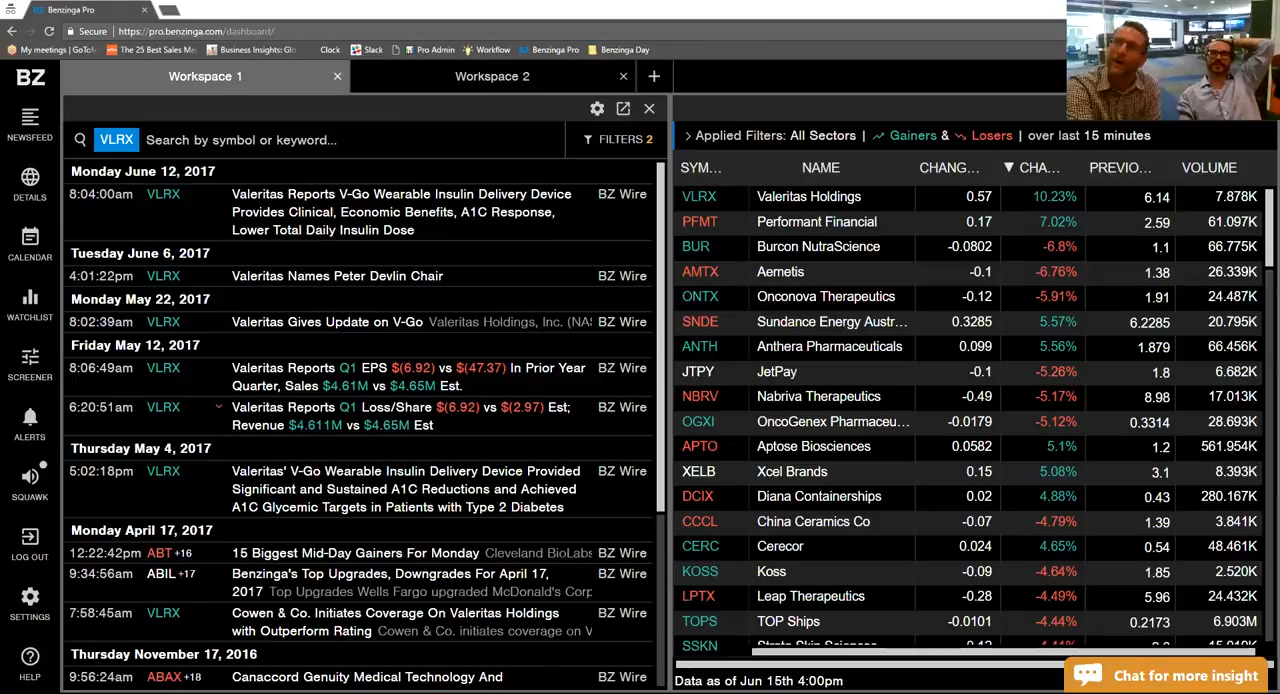 Benzinga Pro
Secure https://pro.benzinga.com/dashboard/
My meetings | GoToM The 25 Best Sales Mee Business Insights: Glo Clock Slack Pro Admin Workflow Benzinga Pro Benzinga Day
BZ Workspace 1 Workspace 2
VLRX Search by symbol or keyword... FILTERS 2
Monday June 12, 2017
8:04:00am VLRX Valeritas Reports V-Go Wearable Insulin Delivery Device BZ Wire
Provides Clinical, Economic Benefits, A1C Response,
Lower Total Daily Insulin Dose
Tuesday June 6, 2017
4:01:22pm VLRX Valeritas Names Peter Devlin Chair BZ Wire
Monday May 22, 2017
8:02:39am VLRX Valeritas Gives Update on V-Go Valeritas Holdings, Inc. (NAS BZ Wire
Friday May 12, 2017
8:06:49am VLRX Valeritas Reports Q1 EPS $(6.92) vs $(47.37) In Prior Year BZ Wire
Quarter, Sales $4.61M vs $4.65M Est.
6:20:51am VLRX Valeritas Reports Q1 Loss/Share $(6.92) vs $(2.97) Est; BZ Wire
Revenue $4.611M vs $4.65M Est
Thursday May 4, 2017
5:02:18pm VLRX Valeritas' V-Go Wearable Insulin Delivery Device Provided BZ Wire
Significant and Sustained A1C Reductions and Achieved
A1C Glycemic Targets in Patients with Type 2 Diabetes
Monday April 17, 2017
12:22:42pm ABT +16 15 Biggest Mid-Day Gainers For Monday Cleveland BioLabs BZ Wire
9:34:56am ABIL +17 Benzinga's Top Upgrades, Downgrades For April 17, BZ Wire
2017 Top Upgrades Wells Fargo upgraded McDonald's Corp
7:58:45am VLRX Cowen & Co. Initiates Coverage On Valeritas Holdings BZ Wire
with Outperform Rating Cowen & Co. initiates coverage on V
Thursday November 17, 2016
9:56:24am ABAX +18 Canaccord Genuity Medical Technology And BZ Wire
NEWSFEED
DETAILS
CALENDAR
WATCHLIST
SCREENER
ALERTS
SQUAWK
LOG OUT
SETTINGS
HELP
Applied Filters: All Sectors | Gainers & Losers | over last 15 minutes
SYM... NAME CHANG... ▼ CHA... PREVIO... VOLUME
VLRX Valeritas Holdings 0.57 10.23% 6.14 7.878K
PFMT Performant Financial 0.17 7.02% 2.59 61.097K
BUR Burcon NutraScience -0.0802 -6.8% 1.1 66.775K
AMTX Aemetis -0.1 -6.76% 1.38 26.339K
ONTX Onconova Therapeutics -0.12 -5.91% 1.91 24.487K
SNDE Sundance Energy Austr... 0.3285 5.57% 6.2285 20.795K
ANTH Anthera Pharmaceuticals 0.099 5.56% 1.879 66.456K
JTPY JetPay -0.1 -5.26% 1.8 6.682K
NBRV Nabriva Therapeutics -0.49 -5.17% 8.98 17.013K
OGXI OncoGenex Pharmaceu... -0.0179 -5.12% 0.3314 28.693K
APTO Aptose Biosciences 0.0582 5.1% 1.2 561.954K
XELB Xcel Brands 0.15 5.08% 3.1 8.393K
DCIX Diana Containerships 0.02 4.88% 0.43 280.167K
CCCL China Ceramics Co -0.07 -4.79% 1.39 3.841K
CERC Cerecor 0.024 4.65% 0.54 48.461K
KOSS Koss -0.09 -4.64% 1.85 2.520K
LPTX Leap Therapeutics -0.28 -4.49% 5.96 24.432K
TOPS TOP Ships -0.0101 -4.44% 0.2173 6.903M
SSKN
Data as of Jun 15th 4:00pm
Chat for more insight